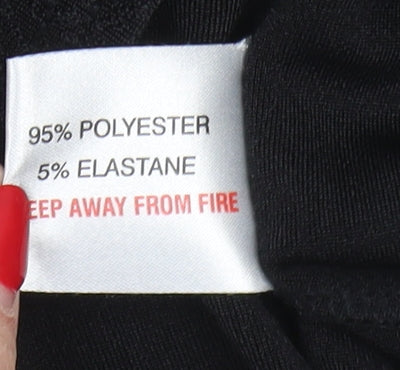 95% POLYESTER
5% ELASTANE
EEP AWAY FROM FIRE